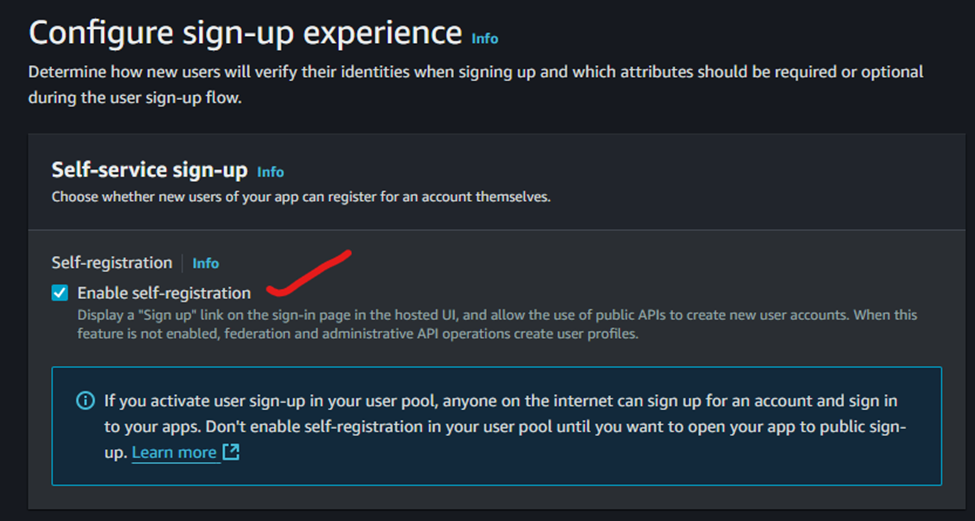 Configure sign-up experience Info
Determine how new users will verify their identities when signing up and which attributes should be required or optional
during the user sign-up flow.
Self-service sign-up Info
Choose whether new users of your app can register for an account themselves.
Self-registration Info
Enable self-registration
Display a "Sign up" link on the sign-in page in the hosted UI, and allow the use of public APIs to create new user accounts. When this
feature is not enabled, federation and administrative API operations create user profiles.
If you activate user sign-up in your user pool, anyone on the internet can sign up for an account and sign in
to your apps. Don't enable self-registration in your user pool until you want to open your app to public sign-
up. Learn more